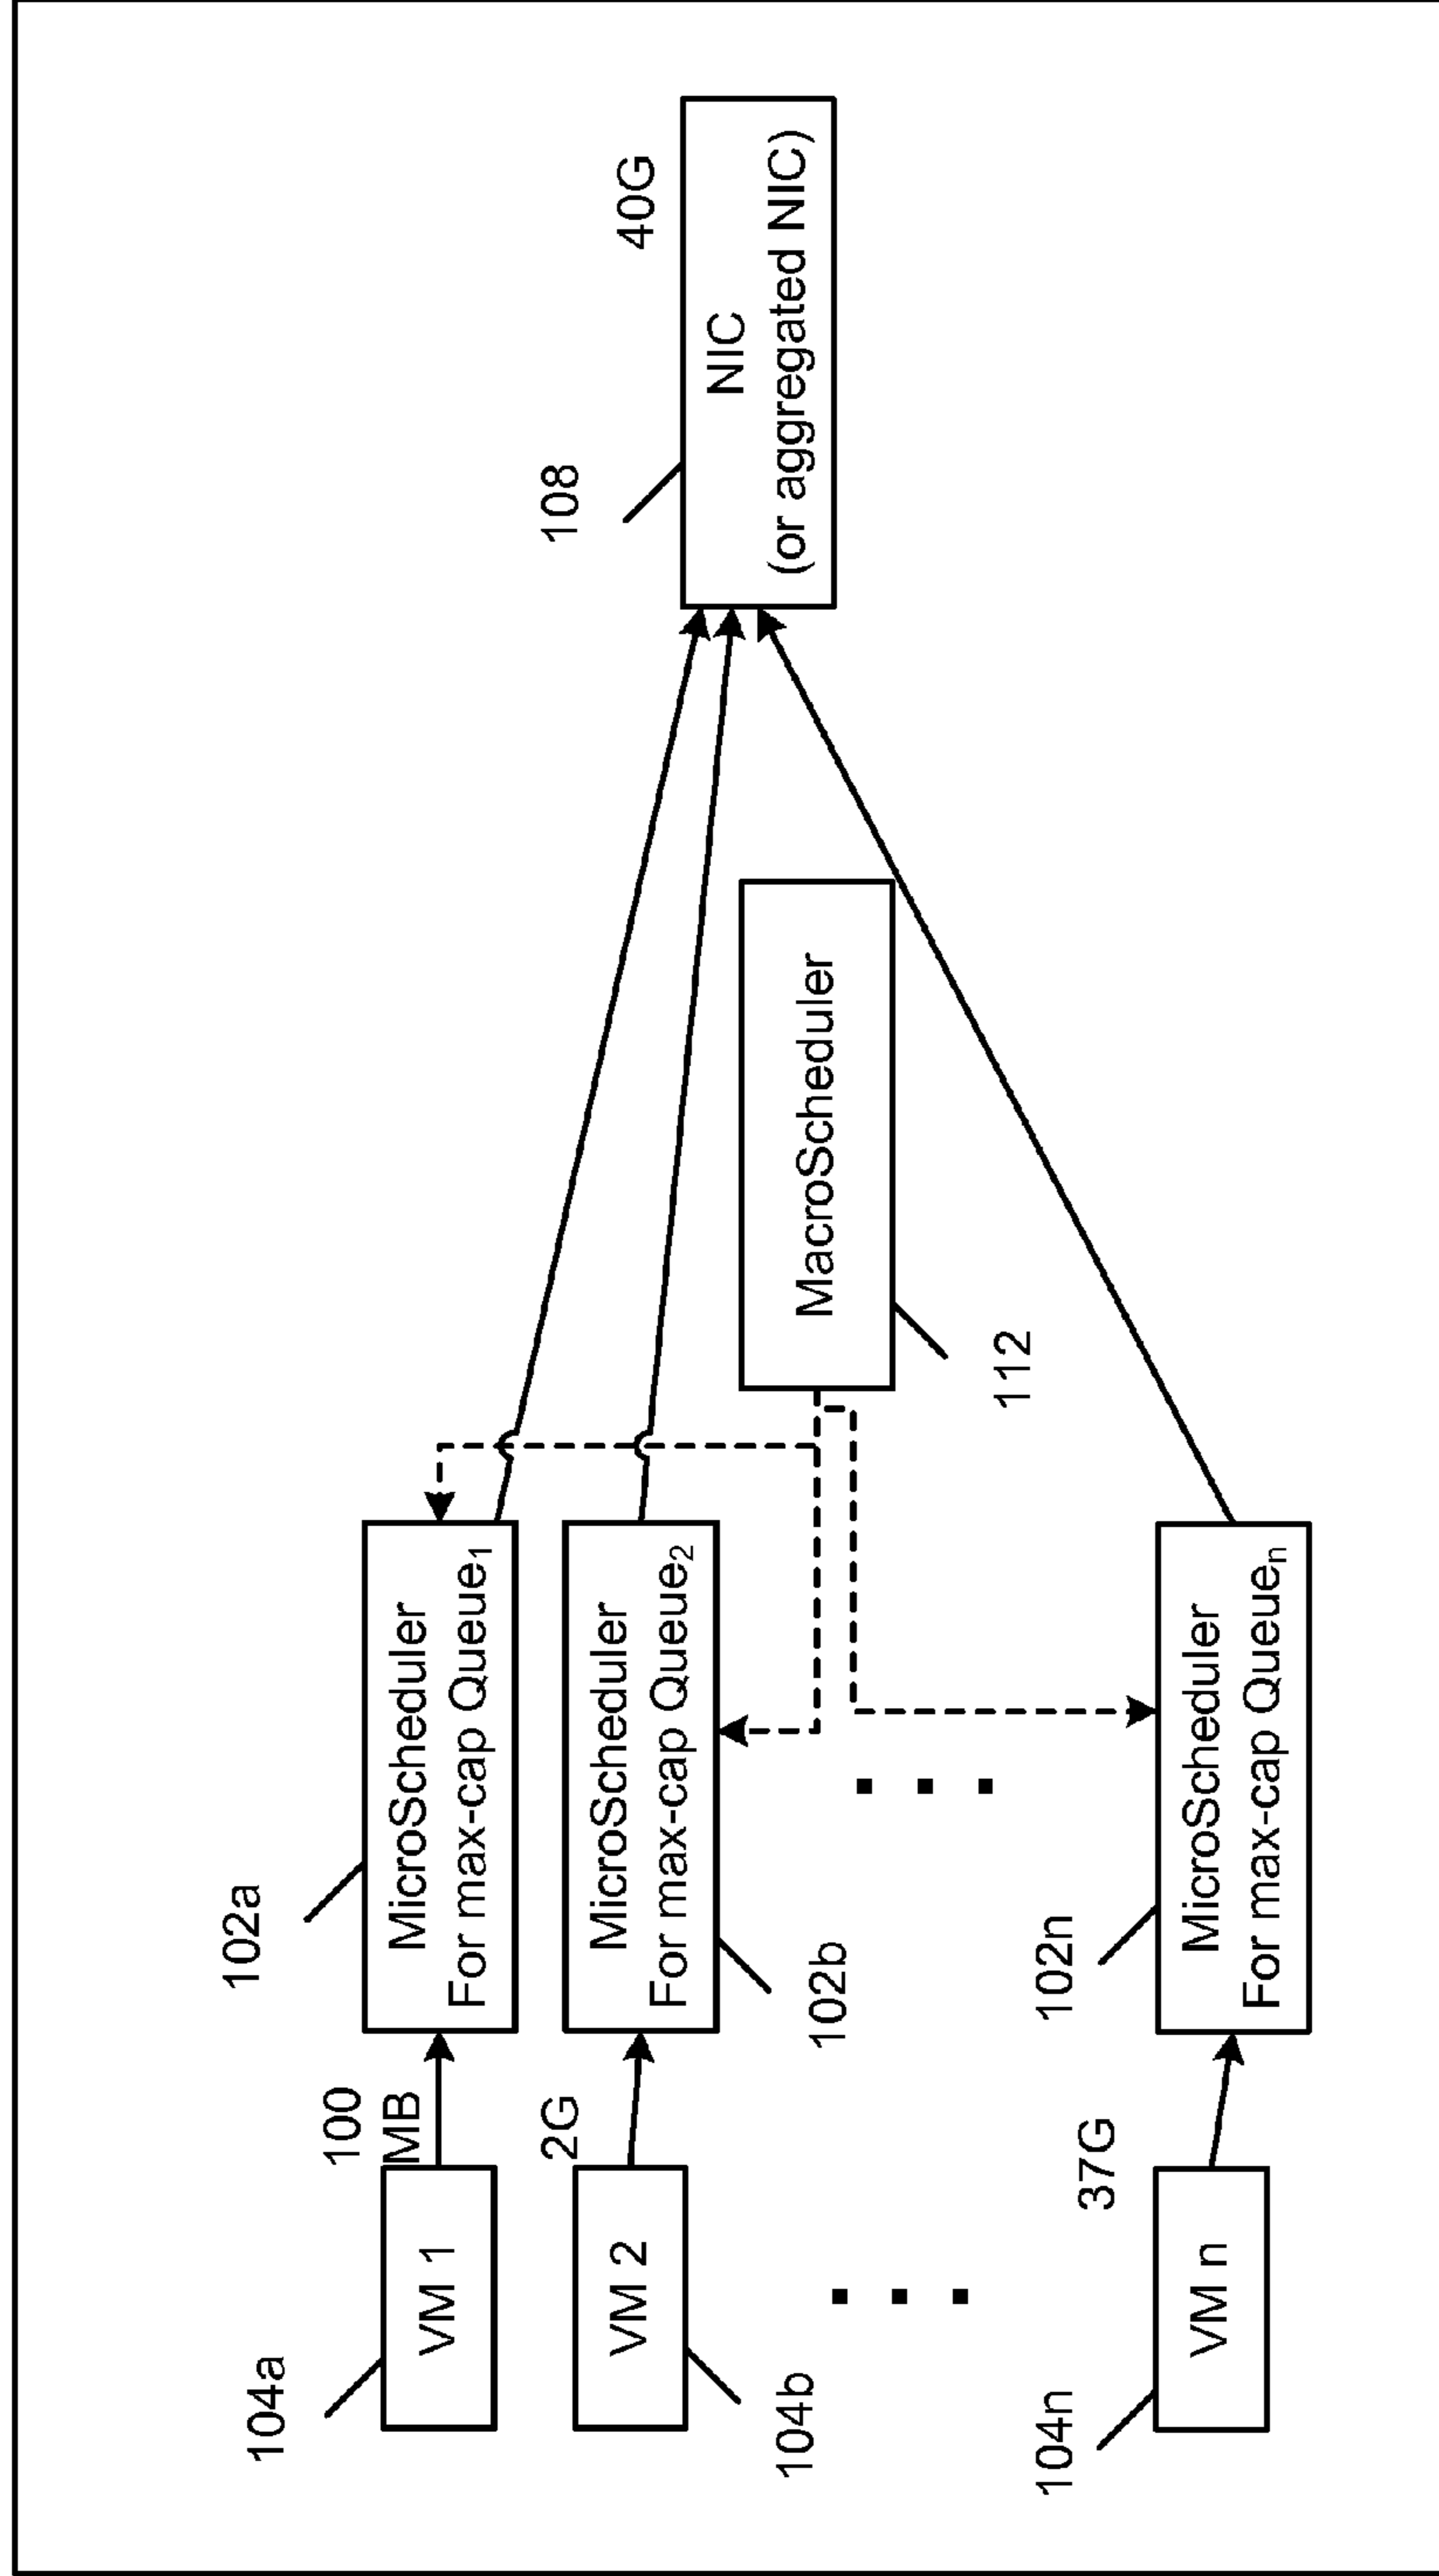 104a
VM 1
100
MB
102a
MicroScheduler
For max-cap Queue1
104b
VM 2
2G
102b
MicroScheduler
For max-cap Queue2
104n
VM n
37G
102n
MicroScheduler
For max-cap Queuen
MacroScheduler
112
108
40G
NIC
(or aggregated NIC)